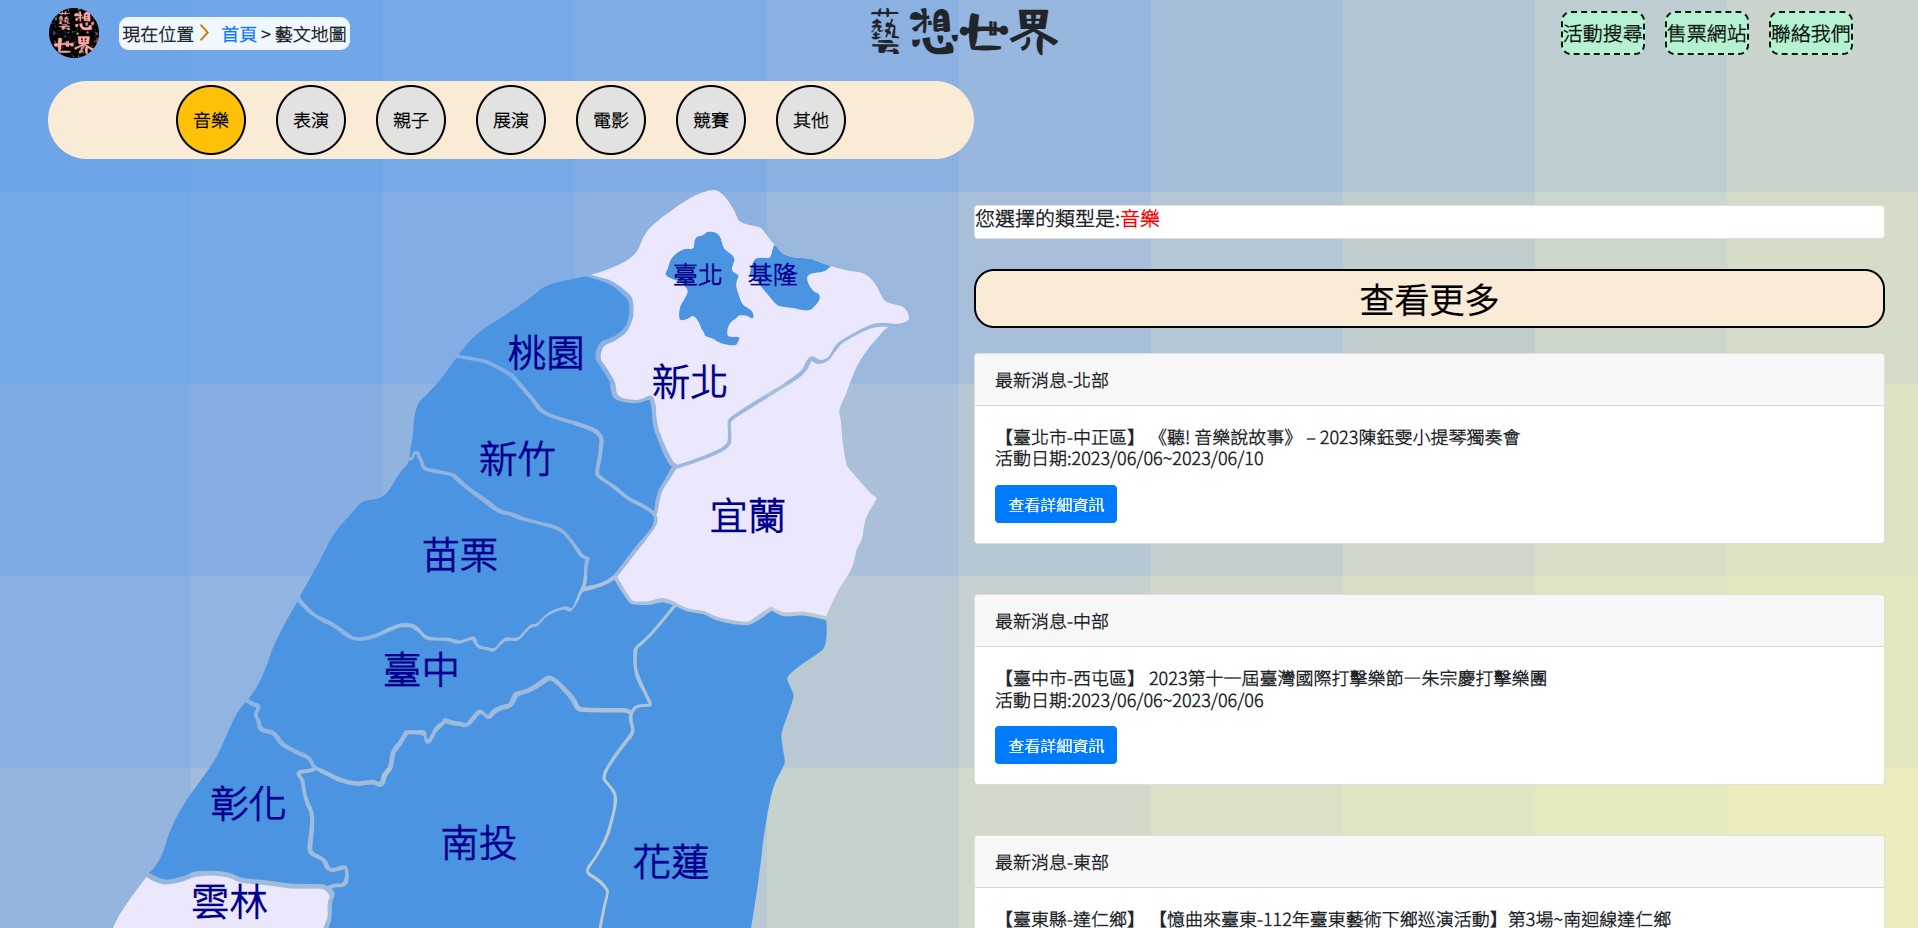 藝想世界
現在位置 首頁 > 藝文地圖
藝想世界
活動搜尋
售票網站
聯絡我們
音樂
表演
親子
展演
電影
競賽
其他
臺北
基隆
桃園
新北
新竹
宜蘭
苗栗
臺中
彰化
南投
花蓮
雲林
您選擇的類型是:音樂
查看更多
最新消息-北部
【臺北市-中正區】 《聽! 音樂說故事》 – 2023陳鈺雯小提琴獨奏會
活動日期:2023/06/06~2023/06/10
查看詳細資訊
最新消息-中部
【臺中市-西屯區】 2023第十一屆臺灣國際打擊樂節—朱宗慶打擊樂團
活動日期:2023/06/06~2023/06/06
查看詳細資訊
最新消息-東部
【臺東縣-達仁鄉】 【憶曲來臺東-112年臺東藝術下鄉巡演活動】第3場~南迴線達仁鄉